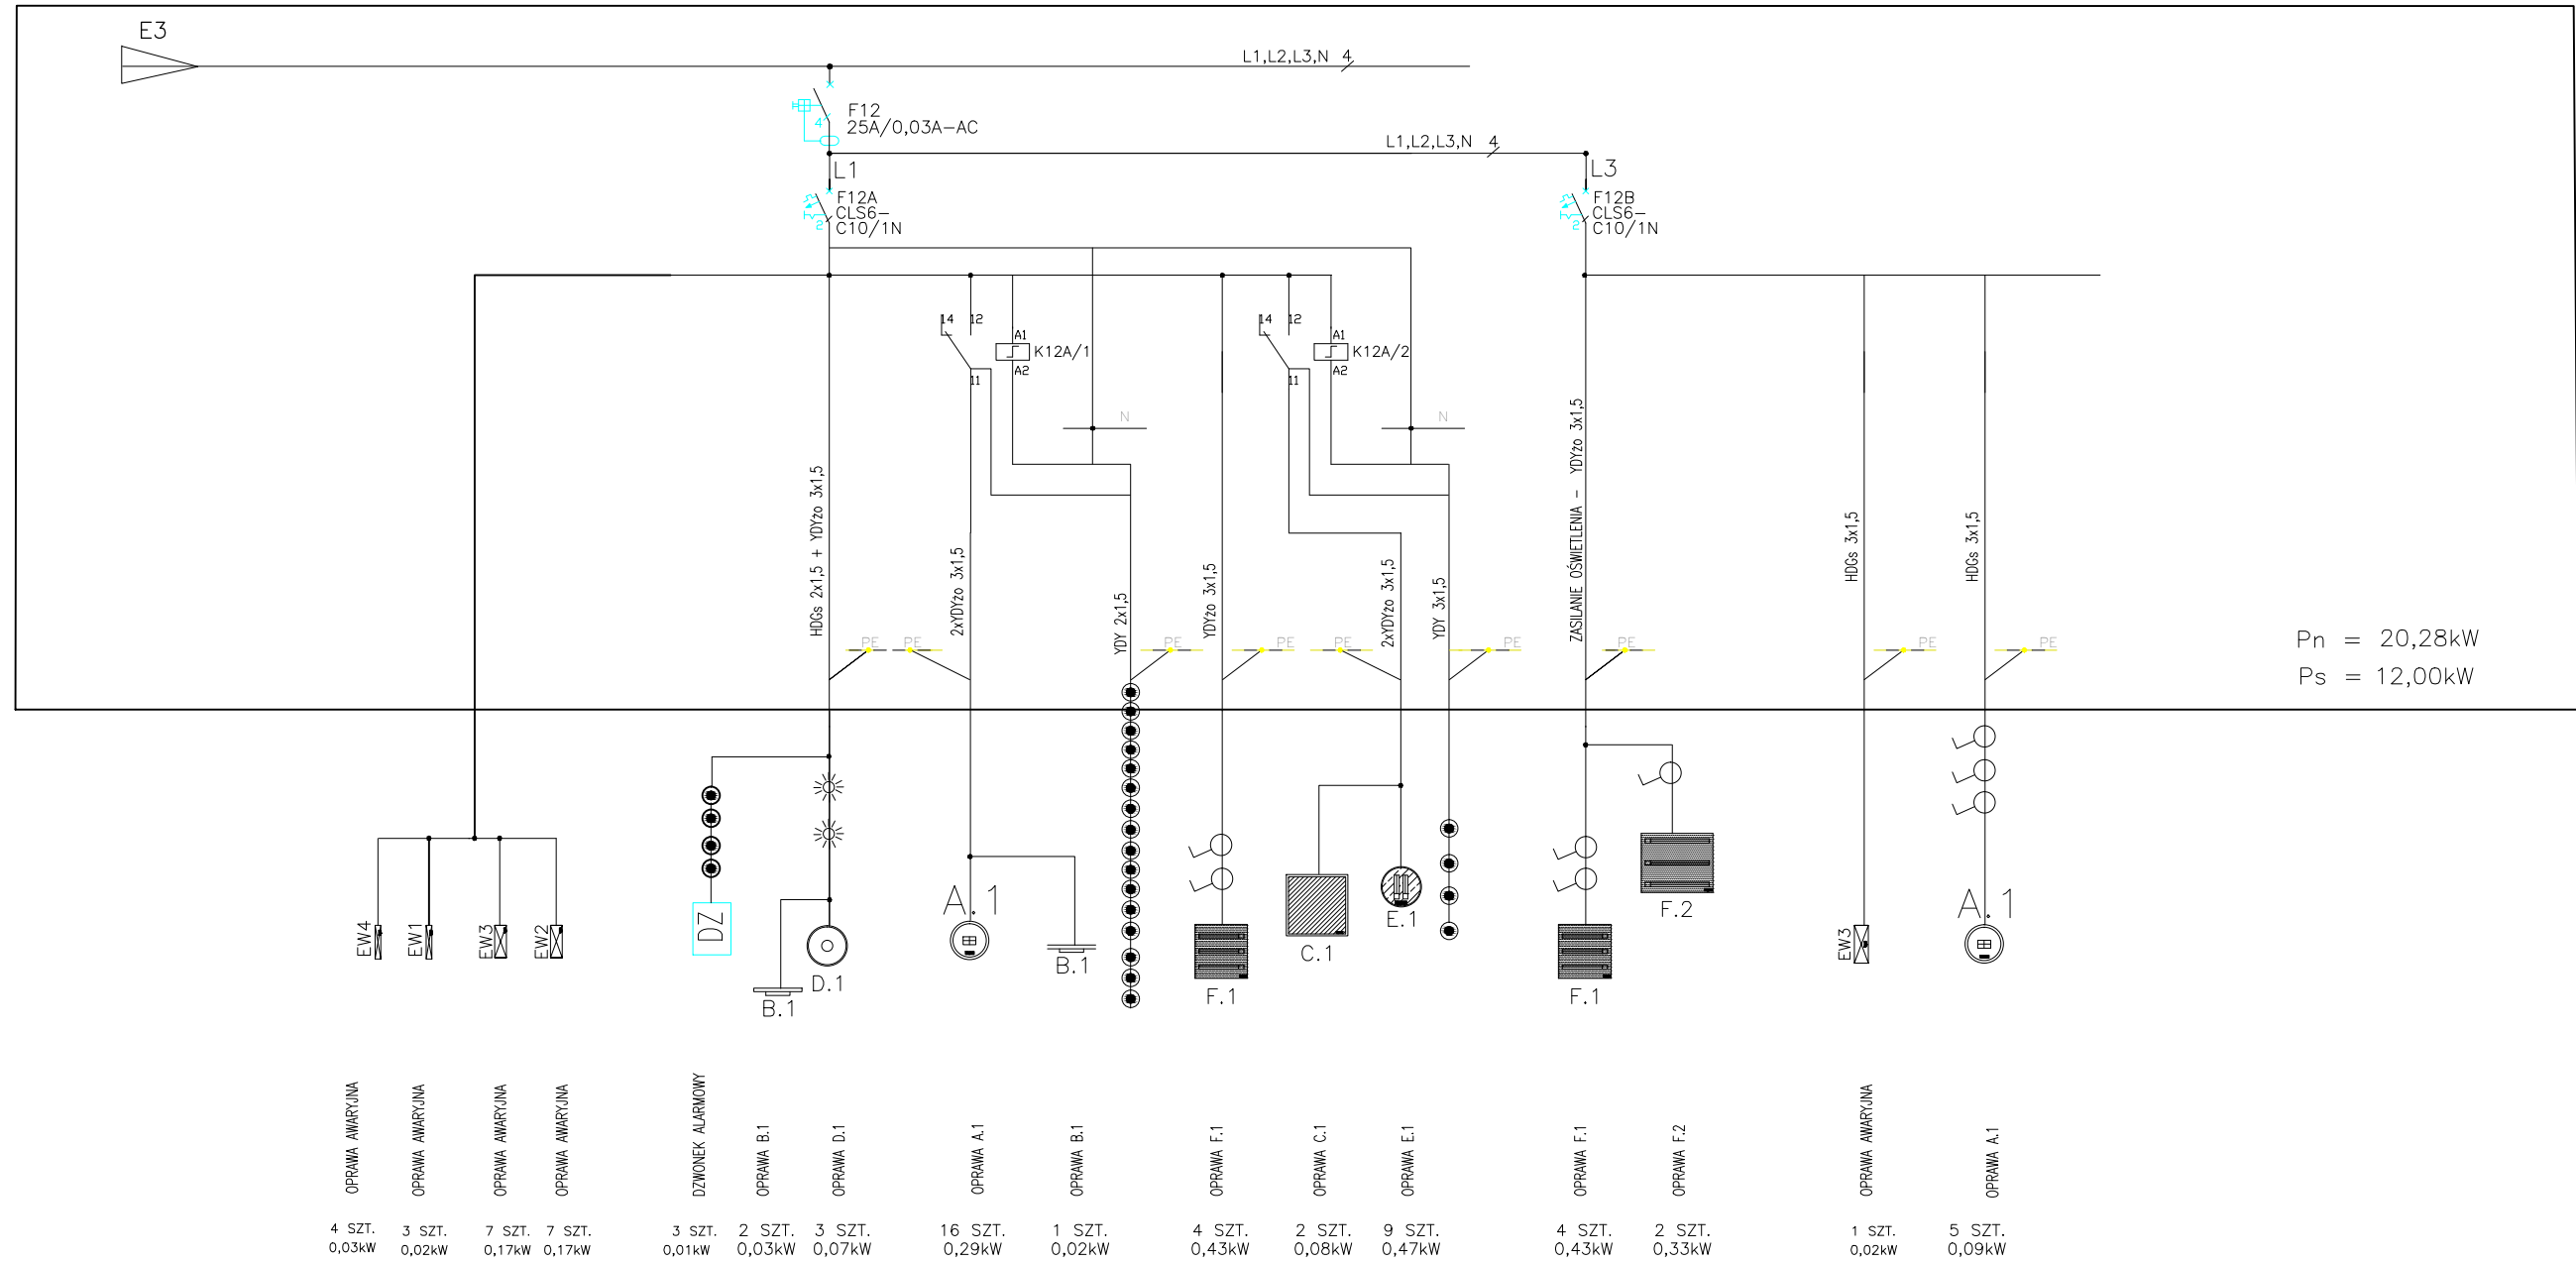 E3
L1,L2,L3,N 4
F12
25A/0,03A-AC
4
L1,L2,L3,N 4
L1
L3
F12A
CLS6-
C10/1N
2
F12B
CLS6-
C10/1N
2
14 12
A1
K12A/1
A2
11
14 12
A1
K12A/2
A2
11
N
N
HDGs 2x1,5 + YDYżo 3x1,5
2xYDYżo 3x1,5
YDY 2x1,5
YDYżo 3x1,5
2xYDYżo 3x1,5
YDY 3x1,5
ZASILANIE OŚWIETLENIA - YDYżo 3x1,5
HDGs 3x1,5
HDGs 3x1,5
PE PE PE PE PE PE PE PE PE
Pn = 20,28kW
Ps = 12,00kW
EW4
EW1
EW3
EW2
DZ
B.1
D.1
A.1
B.1
F.1
C.1
E.1
F.1
F.2
EW3
A.1
OPRAWA AWARYJNA
OPRAWA AWARYJNA
OPRAWA AWARYJNA
OPRAWA AWARYJNA
DZWONEK ALARMOWY
OPRAWA B.1
OPRAWA D.1
OPRAWA A.1
OPRAWA B.1
OPRAWA F.1
OPRAWA C.1
OPRAWA E.1
OPRAWA F.1
OPRAWA F.2
OPRAWA AWARYJNA
OPRAWA A.1
4 SZT.
0,03kW
3 SZT.
0,02kW
7 SZT.
0,17kW
7 SZT.
0,17kW
3 SZT.
0,01kW
2 SZT.
0,03kW
3 SZT.
0,07kW
16 SZT.
0,29kW
1 SZT.
0,02kW
4 SZT.
0,43kW
2 SZT.
0,08kW
9 SZT.
0,47kW
4 SZT.
0,43kW
2 SZT.
0,33kW
1 SZT.
0,02kW
5 SZT.
0,09kW